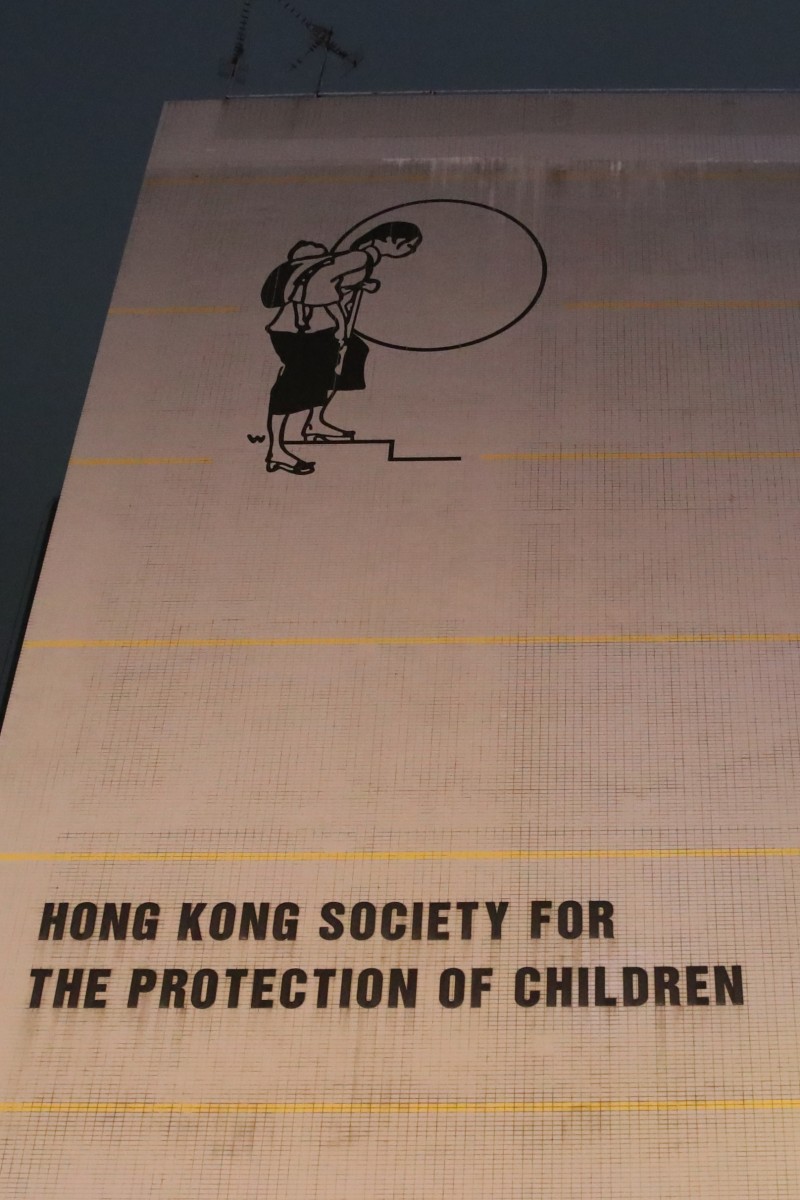 W
HONG KONG SOCIETY FOR
THE PROTECTION OF CHILDREN